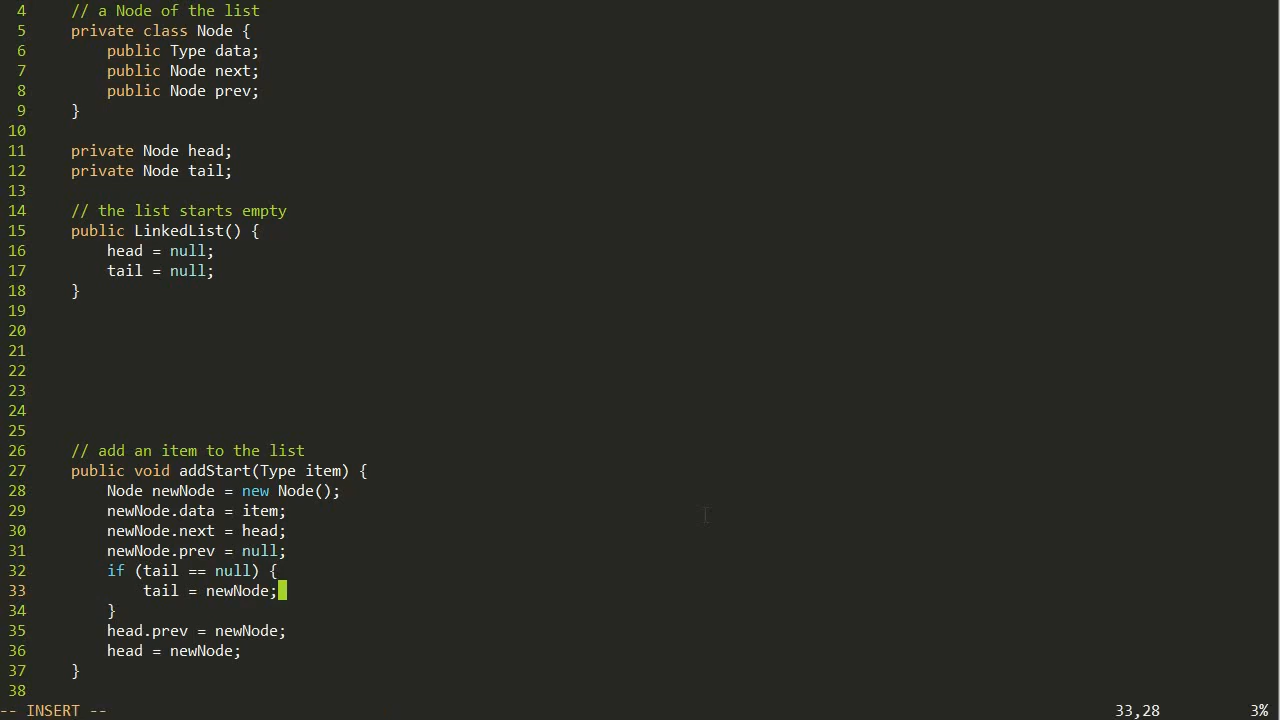 4     // a Node of the list
5     private class Node {
6         public Type data;
7         public Node next;
8         public Node prev;
9     }
10
11     private Node head;
12     private Node tail;
13
14     // the list starts empty
15     public LinkedList() {
16         head = null;
17         tail = null;
18     }
19
20
21
22
23
24
25
26     // add an item to the list
27     public void addStart(Type item) {
28         Node newNode = new Node();
29         newNode.data = item;
30         newNode.next = head;
31         newNode.prev = null;
32         if (tail == null) {
33             tail = newNode;
34         }
35         head.prev = newNode;
36         head = newNode;
37     }
38
-- INSERT -- 33,28 3%